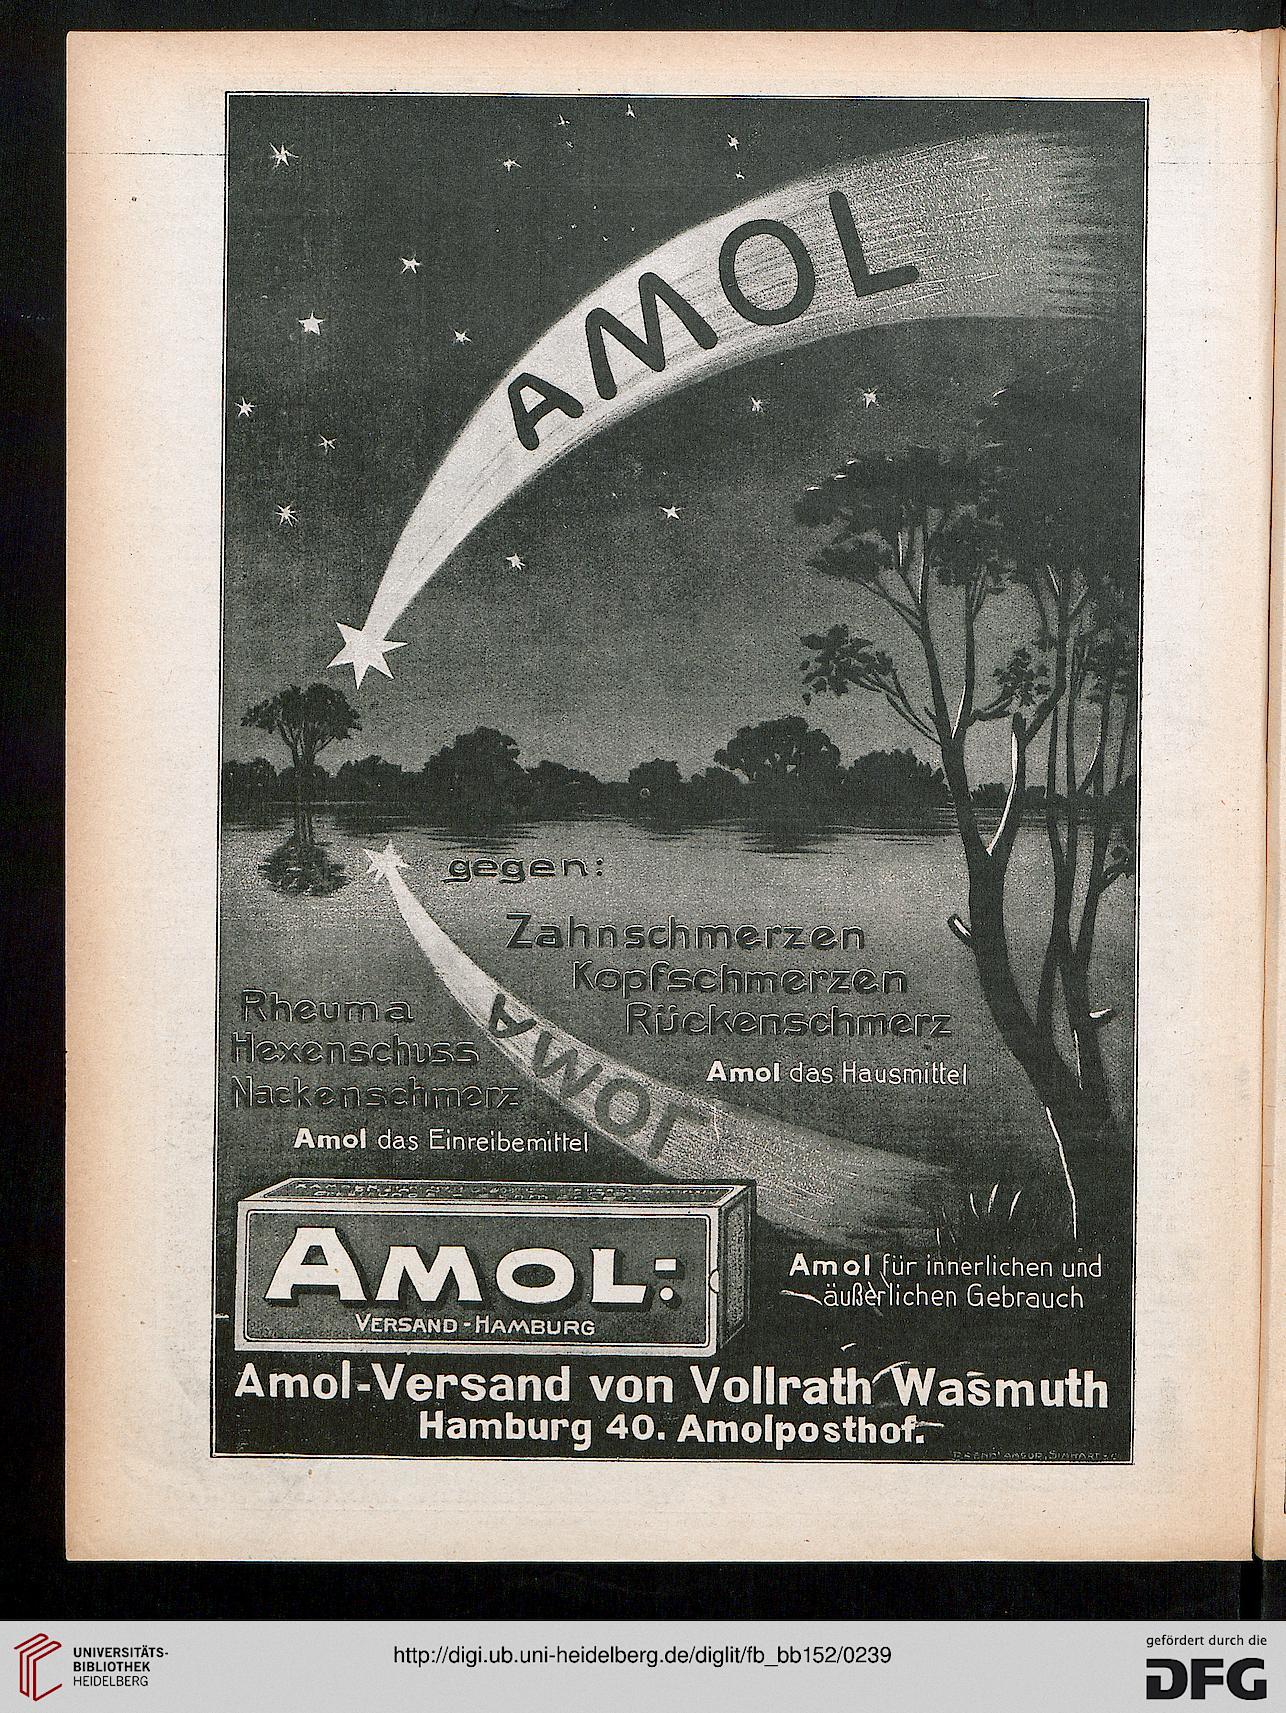 AMOL
gegen:
Zahnschmerzen
Kopfschmerzen
Rückenschmerz
Rheuma
Hexenschuss
Nackenschmerz
AMOL
Amol das Hausmittel
Amol das Einreibemittel
AMOL:
VERSAND-HAMBURG
Amol für innerlichen und
äußerlichen Gebrauch
Amol-Versand von Vollrath Wasmuth
Hamburg 40. Amolposthof.
UNIVERSITÄTS-
BIBLIOTHEK
HEIDELBERG
http://digi.ub.uni-heidelberg.de/diglit/fb_bb152/0239
gefördert durch die
DFG